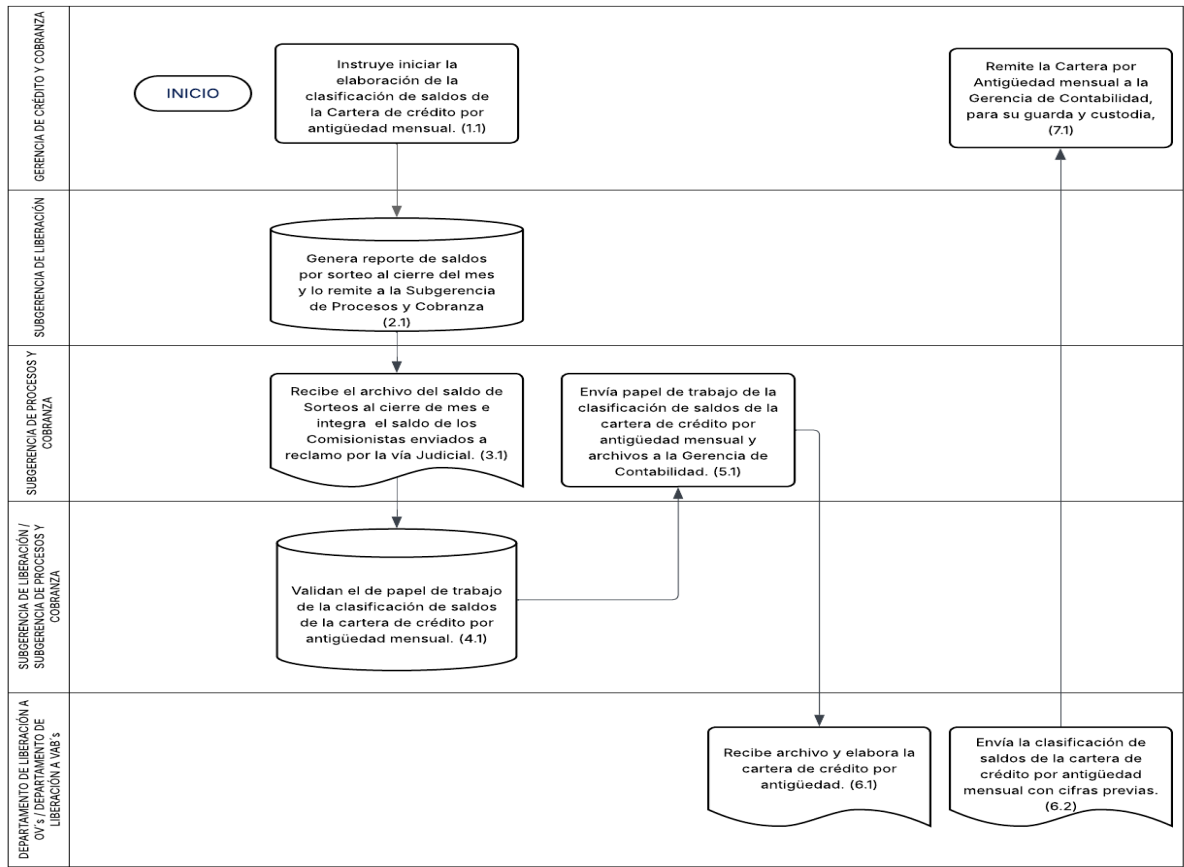 GERENCIA DE CRÉDITO Y COBRANZA
INICIO
Instruye iniciar la
elaboración de la
clasificación de saldos de
la Cartera de crédito por
antigüedad mensual. (1.1)
Remite la Cartera por
Antigüedad mensual a la
Gerencia de Contabilidad,
para su guarda y custodia,
(7.1)
SUBGERENCIA DE LIBERACIÓN
Genera reporte de saldos
por sorteo al cierre del mes
y lo remite a la Subgerencia
de Procesos y Cobranza
(2.1)
SUBGERENCIA DE PROCESOS Y
COBRANZA
Recibe el archivo del saldo de
Sorteos al cierre de mes e
integra el saldo de los
Comisionistas enviados a
reclamo por la vía Judicial. (3.1)
Envía papel de trabajo de la
clasificación de saldos de la
cartera de crédito por
antigüedad mensual y
archivos a la Gerencia de
Contabilidad. (5.1)
SUBGERENCIA DE LIBERACIÓN /
SUBGERENCIA DE PROCESOS Y
COBRANZA
Validan el de papel de trabajo
de la clasificación de saldos
de la cartera de crédito por
antigüedad mensual. (4.1)
DEPARTAMENTO DE LIBERACIÓN A
OV´s / DEPARTAMENTO DE
LIBERACIÓN A VAB´s
Recibe archivo y elabora la
cartera de crédito por
antigüedad. (6.1)
Envía la clasificación de
saldos de la cartera de
crédito por antigüedad
mensual con cifras previas.
(6.2)